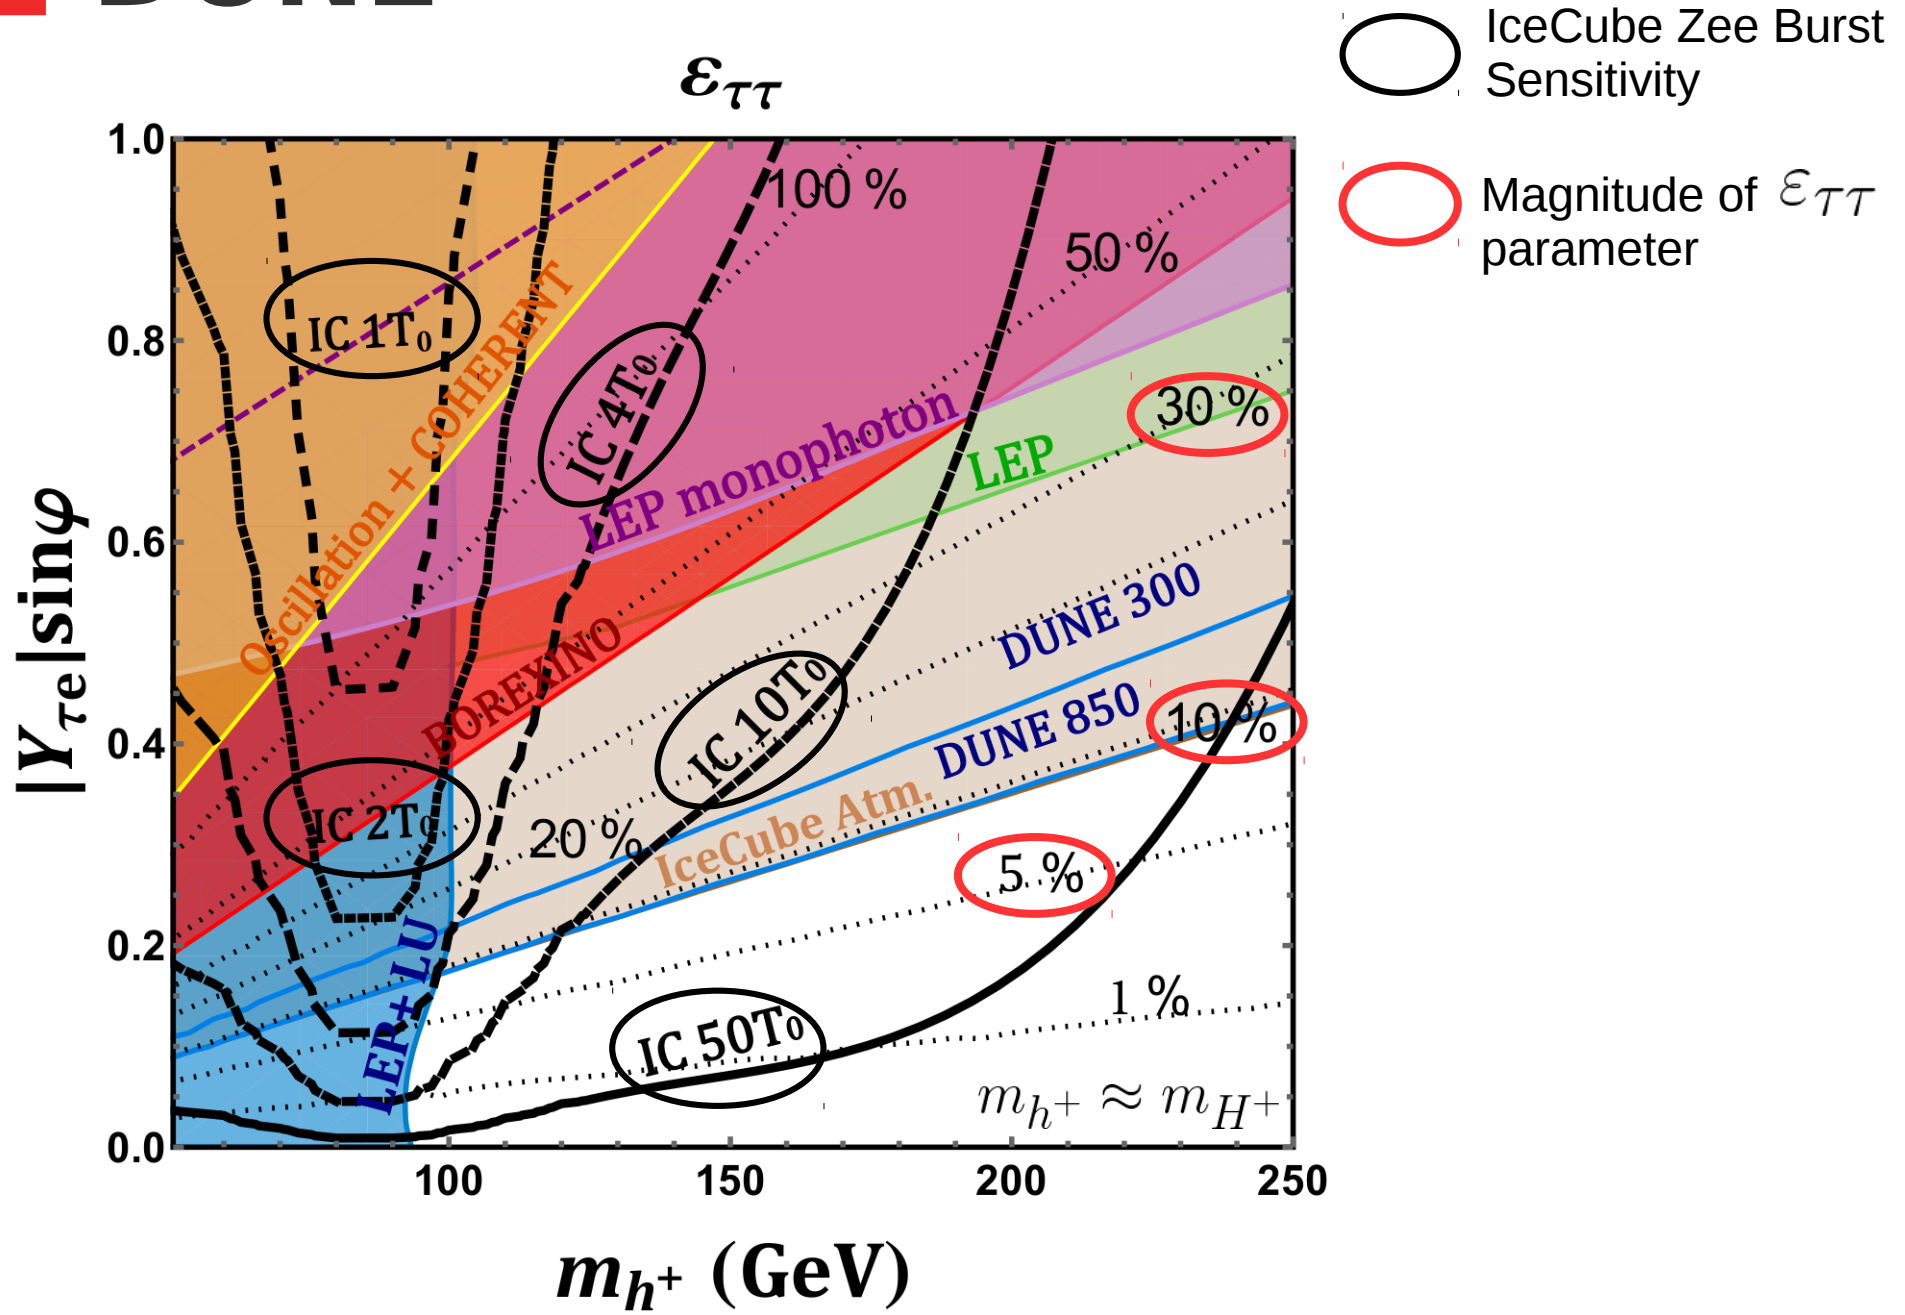 DUNE
IceCube Zee Burst
Sensitivity
Magnitude of ε_ττ
parameter
ε_ττ
1.0
0.8
0.6
0.4
0.2
0.0
100
150
200
250
|Y_τe|sinφ
m_h+ (GeV)
100 %
50 %
IC 1T₀
Oscillation + COHERENT
IC 4T₀
30 %
LEP monophoton
LEP
DUNE 300
BOREXINO
IC 10T₀
DUNE 850
10 %
IC 2T₀
20 %
IceCube Atm.
5 %
LEP+ LU
1 %
IC 50T₀
m_h+ ≈ m_H+